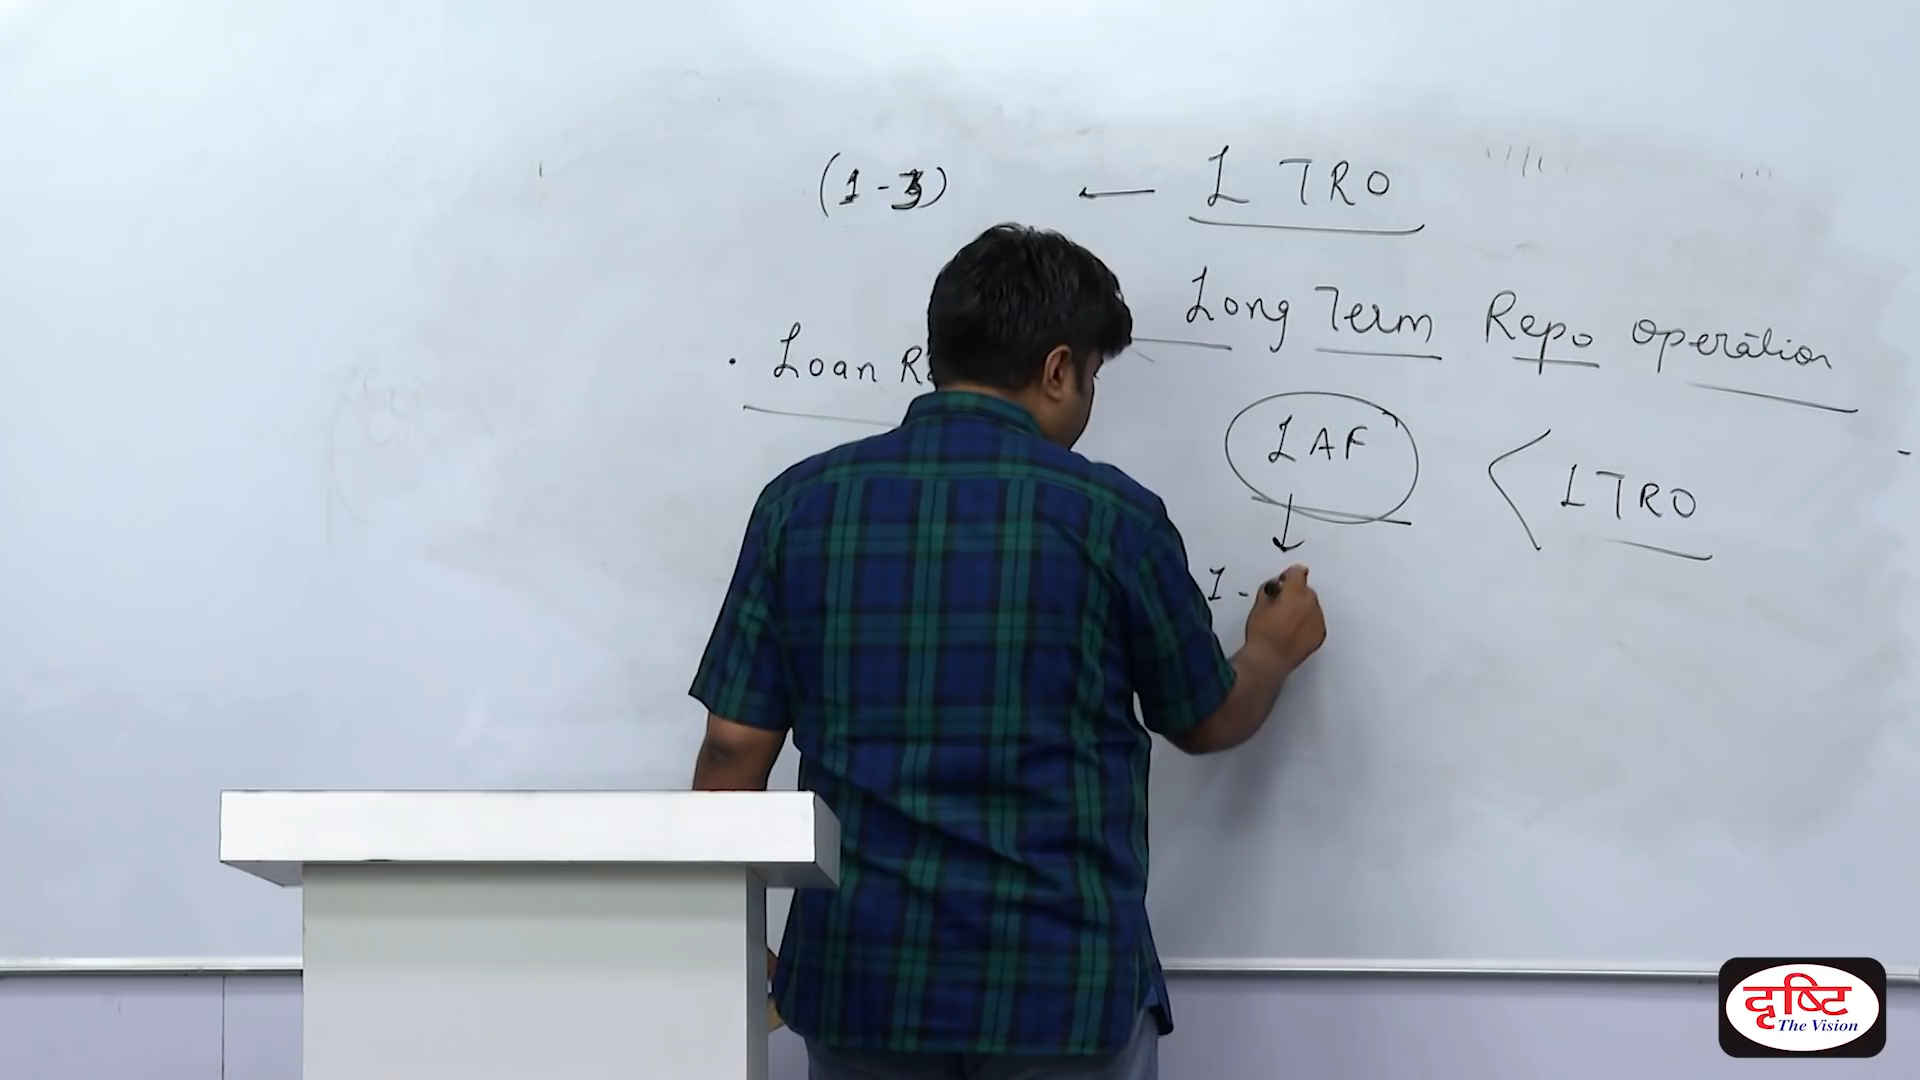 (1-3) ← LTRO
Long Term Repo operation
• Loan
LAF < LTRO
1 -
दृष्टि
The Vision